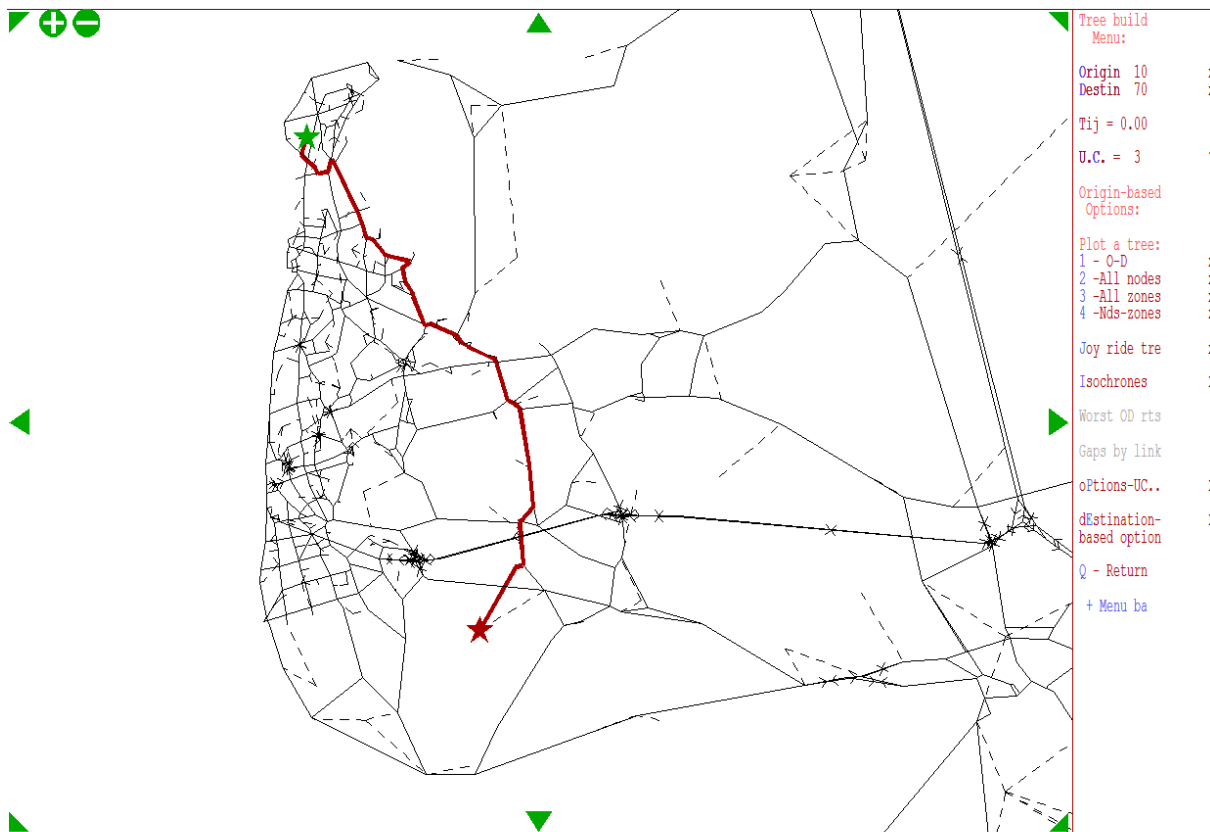 Tree build
Menu:
Origin 10
Destin 70
Tij = 0.00
U.C. = 3
Origin-based
Options:
Plot a tree:
1 - O-D
2 -All nodes
3 -All zones
4 -Nds-zones
Joy ride tre
Isochrones
Worst OD rts
Gaps by link
oPtions-UC..
dEstination-
based option
Q - Return
+ Menu ba